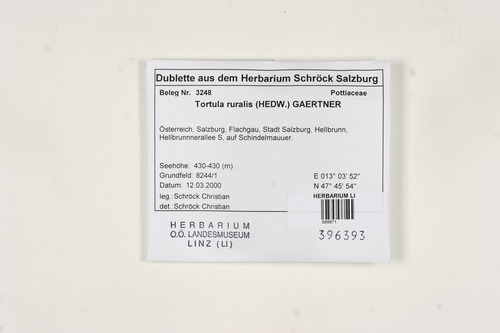 Dublette aus dem Herbarium Schröck Salzburg
Beleg Nr. 3248 Pottiaceae
Tortula ruralis (HEDW.) GAERTNER
Österreich, Salzburg, Flachgau, Stadt Salzburg, Hellbrunn,
Hellbrunnnerallee S, auf Schindelmauuer.
Seehöhe: 430-430 (m)
Grundfeld: 8244/1 E 013° 03' 52"
Datum: 12.03.2000 N 47° 45' 54"
leg.:Schröck Christian
det.:Schröck Christian
HERBARIUM LI
HERBARIUM
O.Ö. LANDESMUSEUM
LINZ (LI)
396393